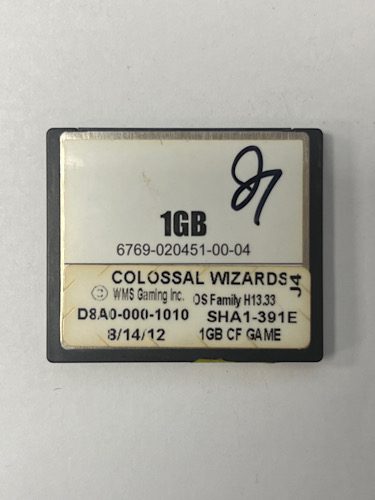 1GB
6769-020451-00-04
COLOSSAL WIZARDS
J4
WMS Gaming Inc. OS Family H13.33
D8A0-000-1010 SHA1-391E
8/14/12 1GB CF GAME